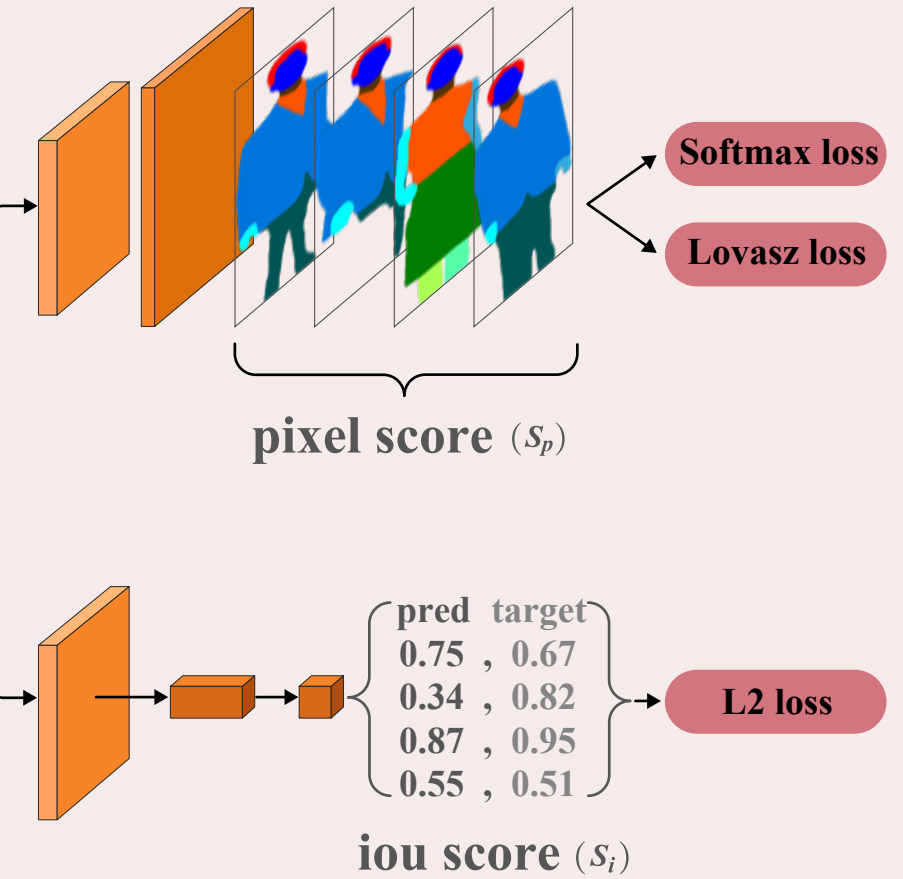 Softmax loss
Lovasz loss
pixel score (Sp)
pred target
0.75 , 0.67
0.34 , 0.82
0.87 , 0.95
0.55 , 0.51
L2 loss
iou score (Si)